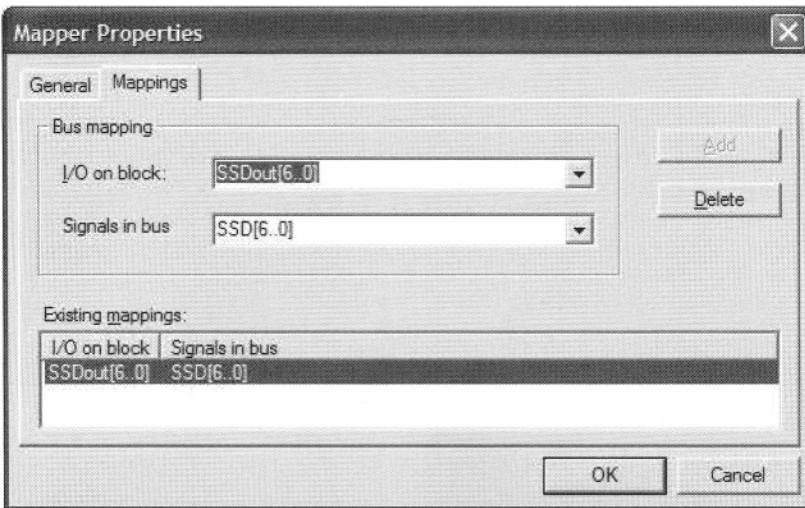 Mapper Properties
General Mappings
Bus mapping
I/O on block: SSDout[6..0]
Add
Signals in bus SSD[6..0]
Delete
Existing mappings:
I/O on block Signals in bus
SSDout[6..0] SSD[6..0]
OK Cancel